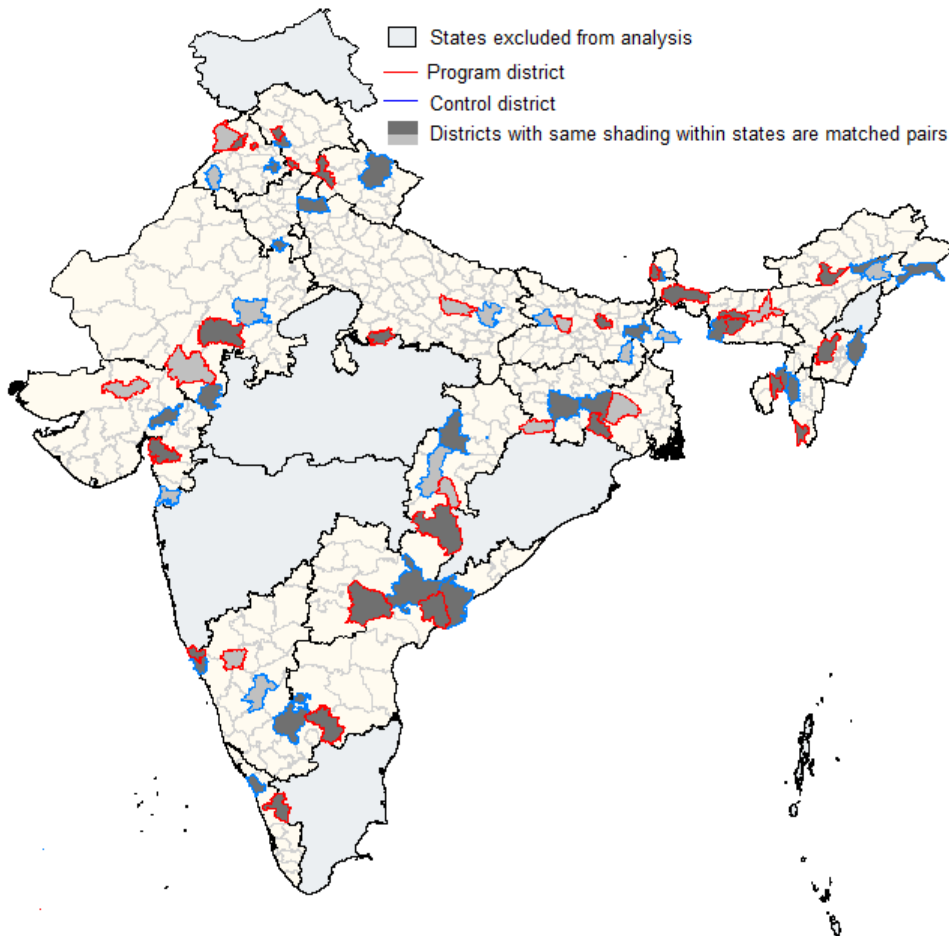 States excluded from analysis
Program district
Control district
Districts with same shading within states are matched pairs